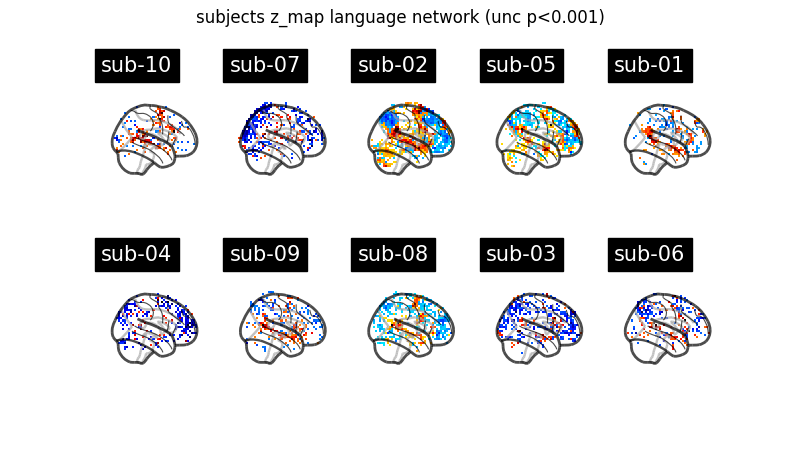 subjects z_map language network (unc p<0.001)
sub-10
sub-07
sub-02
sub-05
sub-01
sub-04
sub-09
sub-08
sub-03
sub-06